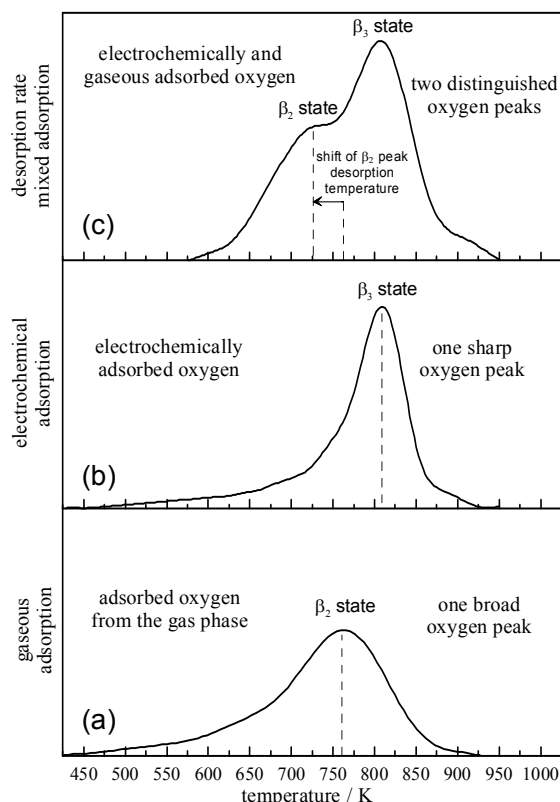 β3 state
electrochemically and
gaseous adsorbed oxygen
two distinguished
oxygen peaks
β2 state
shift of β2 peak
desorption
temperature
(c)
desorption rate
mixed adsorption
β3 state
electrochemically
adsorbed oxygen
one sharp
oxygen peak
(b)
electrochemical
adsorption
adsorbed oxygen
from the gas phase
β2 state
one broad
oxygen peak
(a)
gaseous
adsorption
450 500 550 600 650 700 750 800 850 900 950 1000
temperature / K